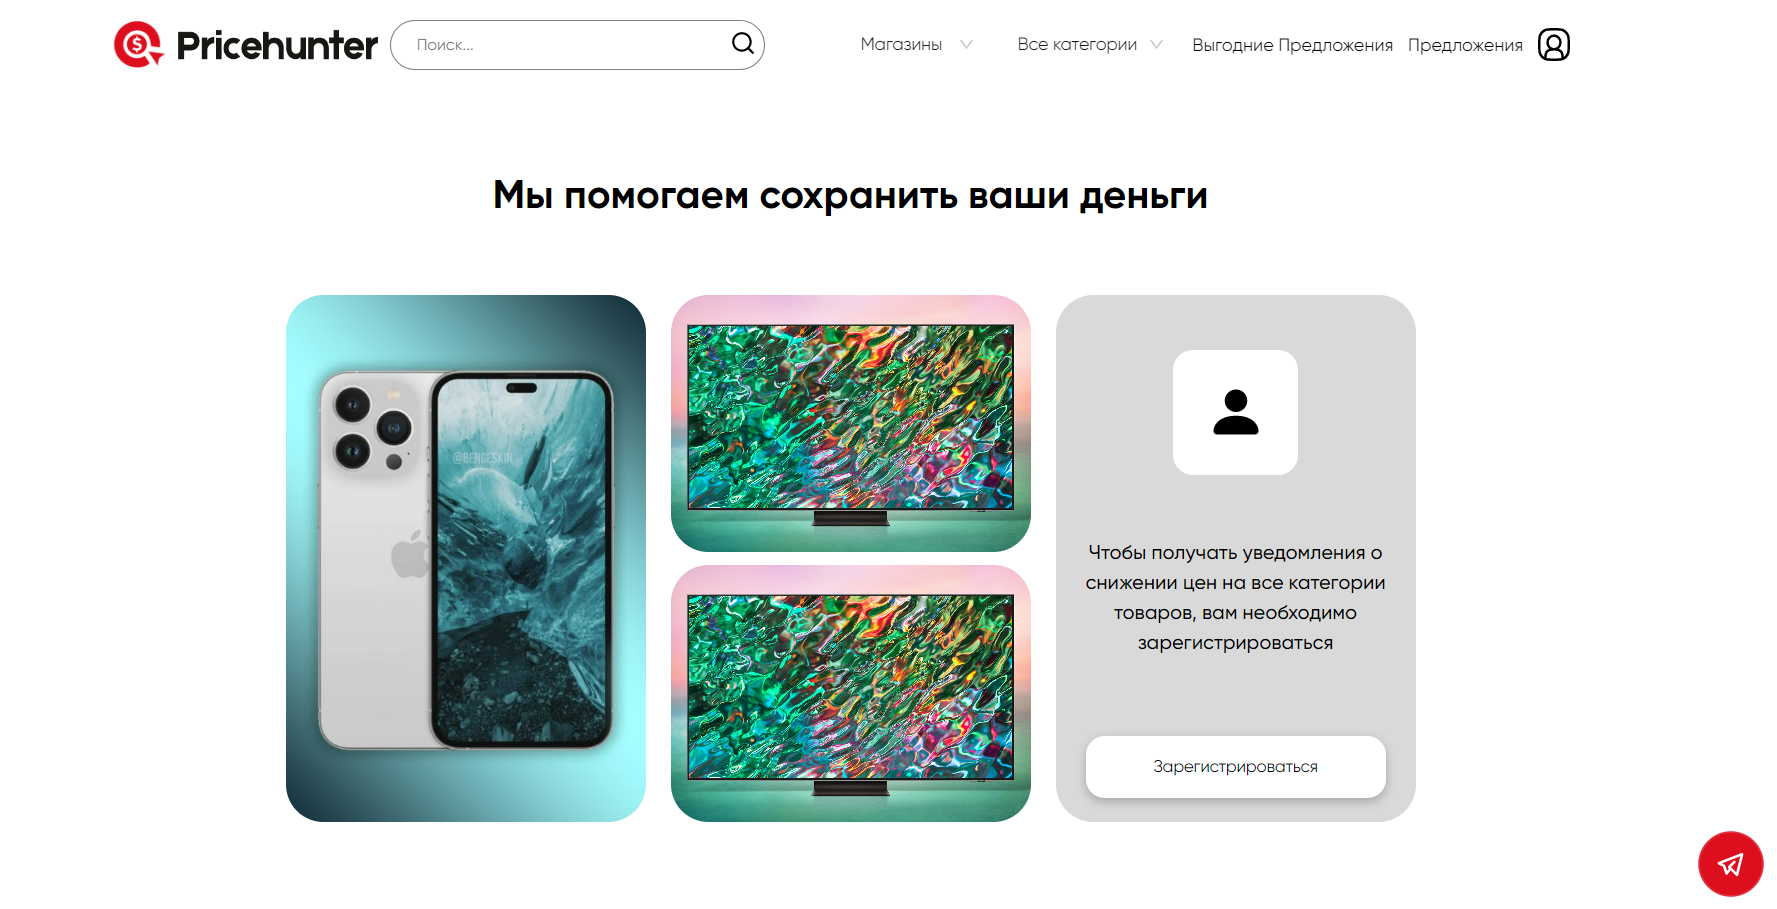 Pricehunter
Поиск...
Магазины
Все категории
Выгодние Предложения
Предложения
Мы помогаем сохранить ваши деньги
@BENGESKIN
Чтобы получать уведомления о
снижении цен на все категории
товаров, вам необходимо
зарегистрироваться
Зарегистрироваться